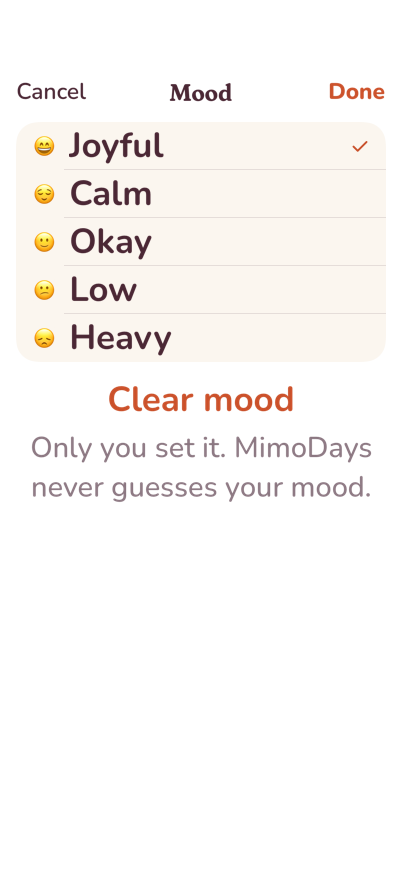 Cancel
Mood
Done
Joyful
Calm
Okay
Low
Heavy
Clear mood
Only you set it. MimoDays
never guesses your mood.